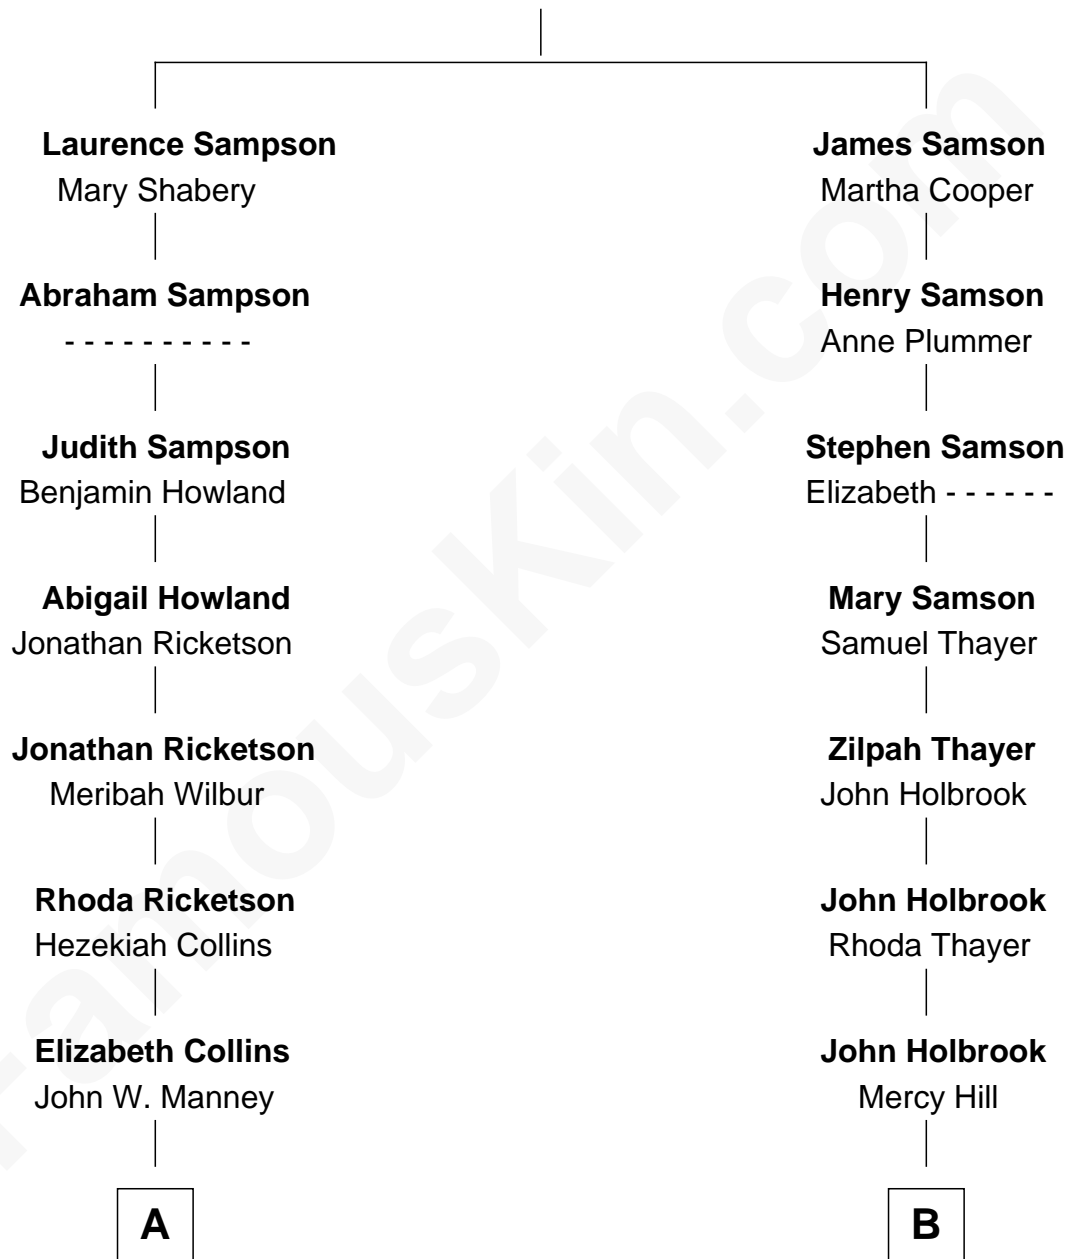 Laurence Sampson
Mary Shabery
Abraham Sampson
- - - - - - - - - -
Judith Sampson
Benjamin Howland
Abigail Howland
Jonathan Ricketson
Jonathan Ricketson
Meribah Wilbur
Rhoda Ricketson
Hezekiah Collins
Elizabeth Collins
John W. Manney
A
James Samson
Martha Cooper
Henry Samson
Anne Plummer
Stephen Samson
Elizabeth - - - - - -
Mary Samson
Samuel Thayer
Zilpah Thayer
John Holbrook
John Holbrook
Rhoda Thayer
John Holbrook
Mercy Hill
B
FamousKin.com